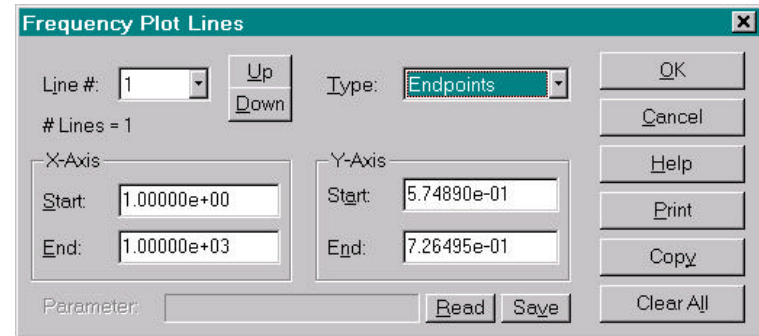 Frequency Plot Lines
Line #: 1
Up
Down
Type: Endpoints
# Lines = 1
X-Axis
Start: 1.00000e+00
End: 1.00000e+03
Y-Axis
Start: 5.74890e-01
End: 7.26495e-01
Parameter:
Read
Save
OK
Cancel
Help
Print
Copy
Clear All